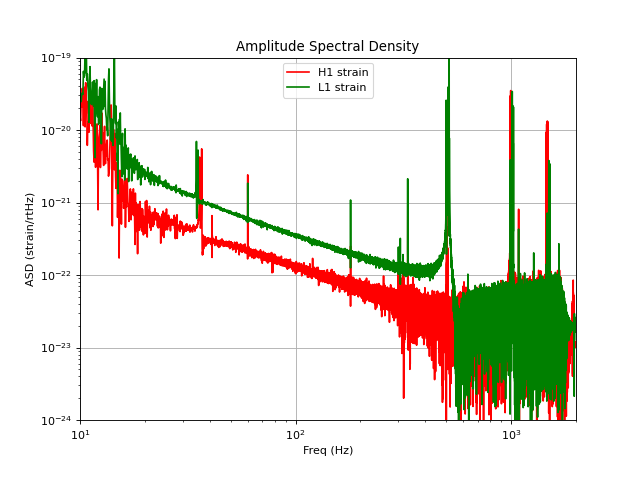 Amplitude Spectral Density
H1 strain
L1 strain
10⁻¹⁹
10⁻²⁰
10⁻²¹
10⁻²²
10⁻²³
10⁻²⁴
ASD (strain/rtHz)
10¹ 10² 10³
Freq (Hz)